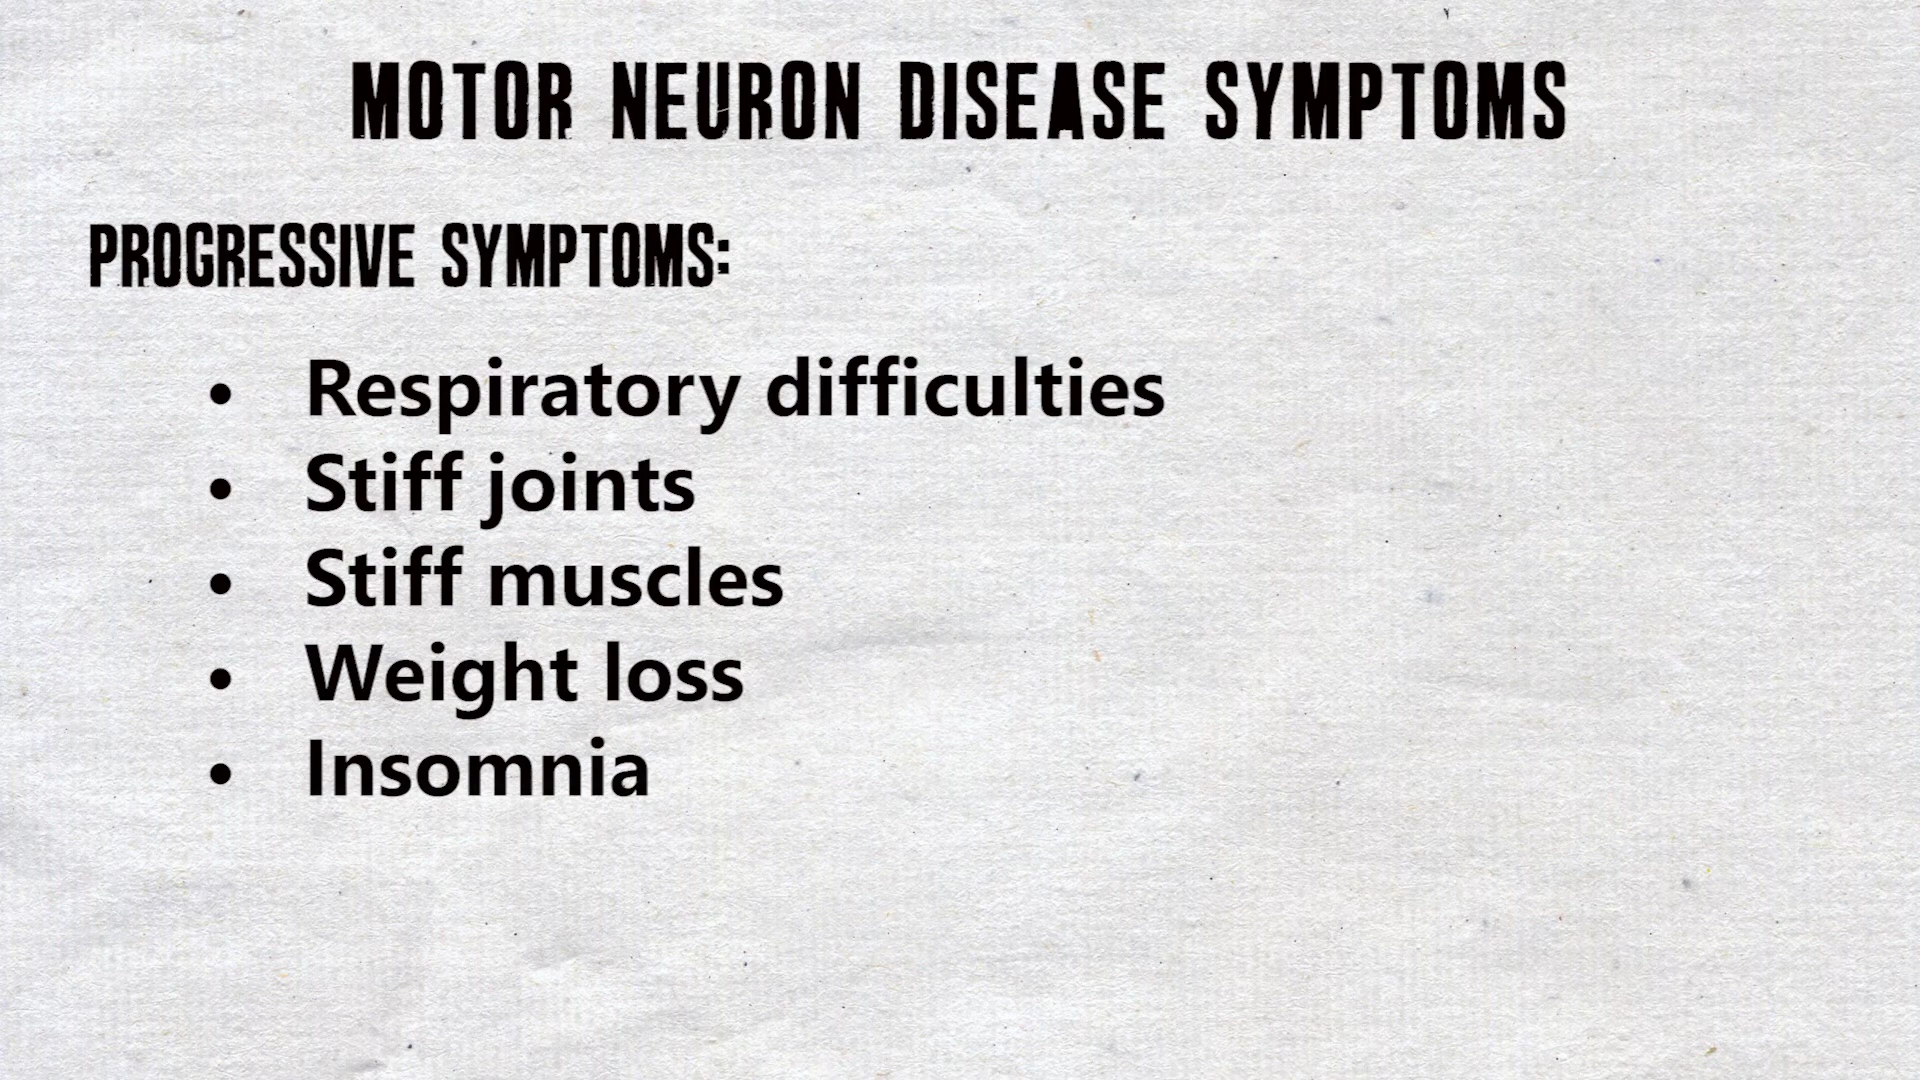 MOTOR NEURON DISEASE SYMPTOMS
PROGRESSIVE SYMPTOMS:
• Respiratory difficulties
• Stiff joints
• Stiff muscles
• Weight loss
• Insomnia